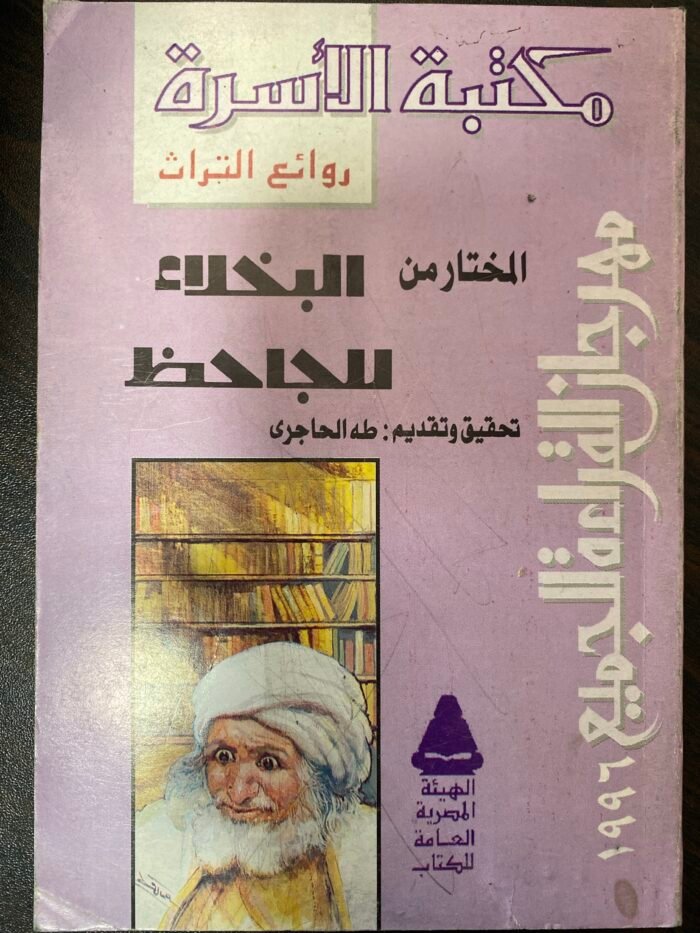 مكتبة الأسرة
روائع التراث
المختار من البخلاء
للجاحظ
تحقيق وتقديم: طه الحاجرى
مهرجان القراءة للجميع ١٩٩٦
الهيئة
المصرية
العامة
للكتاب